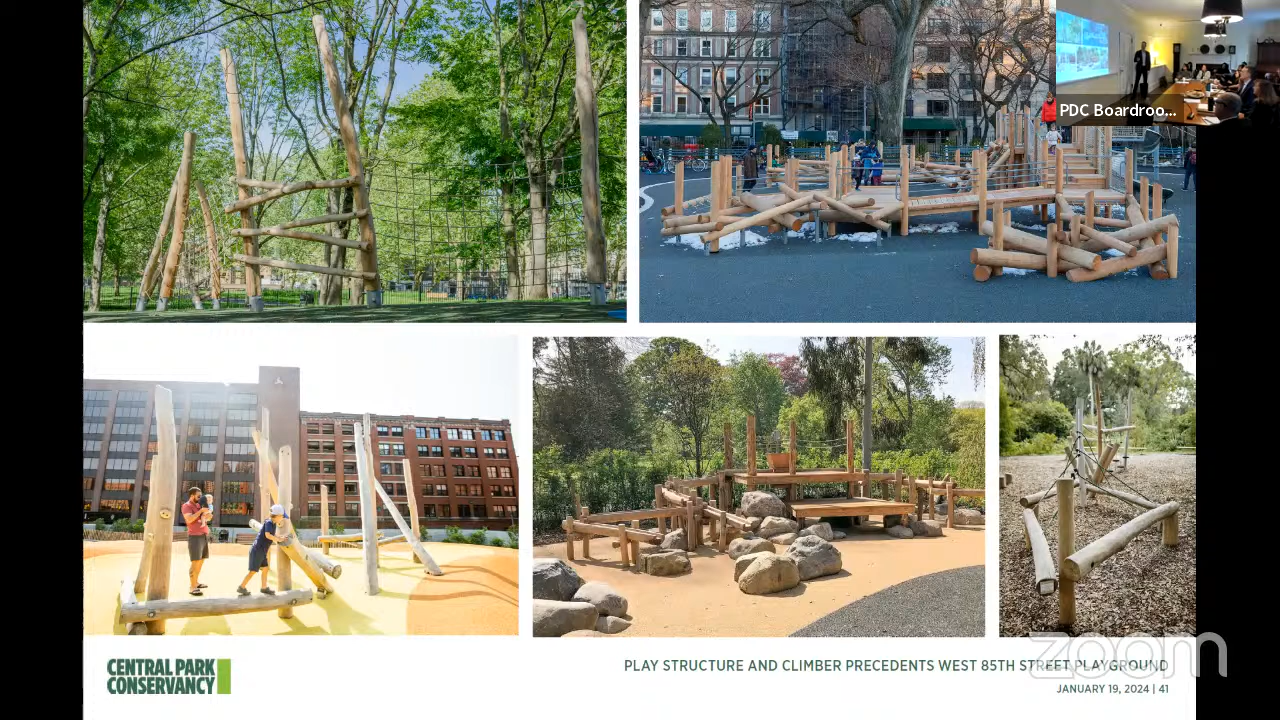 PDC Boardroo...
CENTRAL PARK
CONSERVANCY
PLAY STRUCTURE AND CLIMBER PRECEDENTS WEST 85TH STREET PLAYGROUND
JANUARY 19, 2024 | 41
zoom